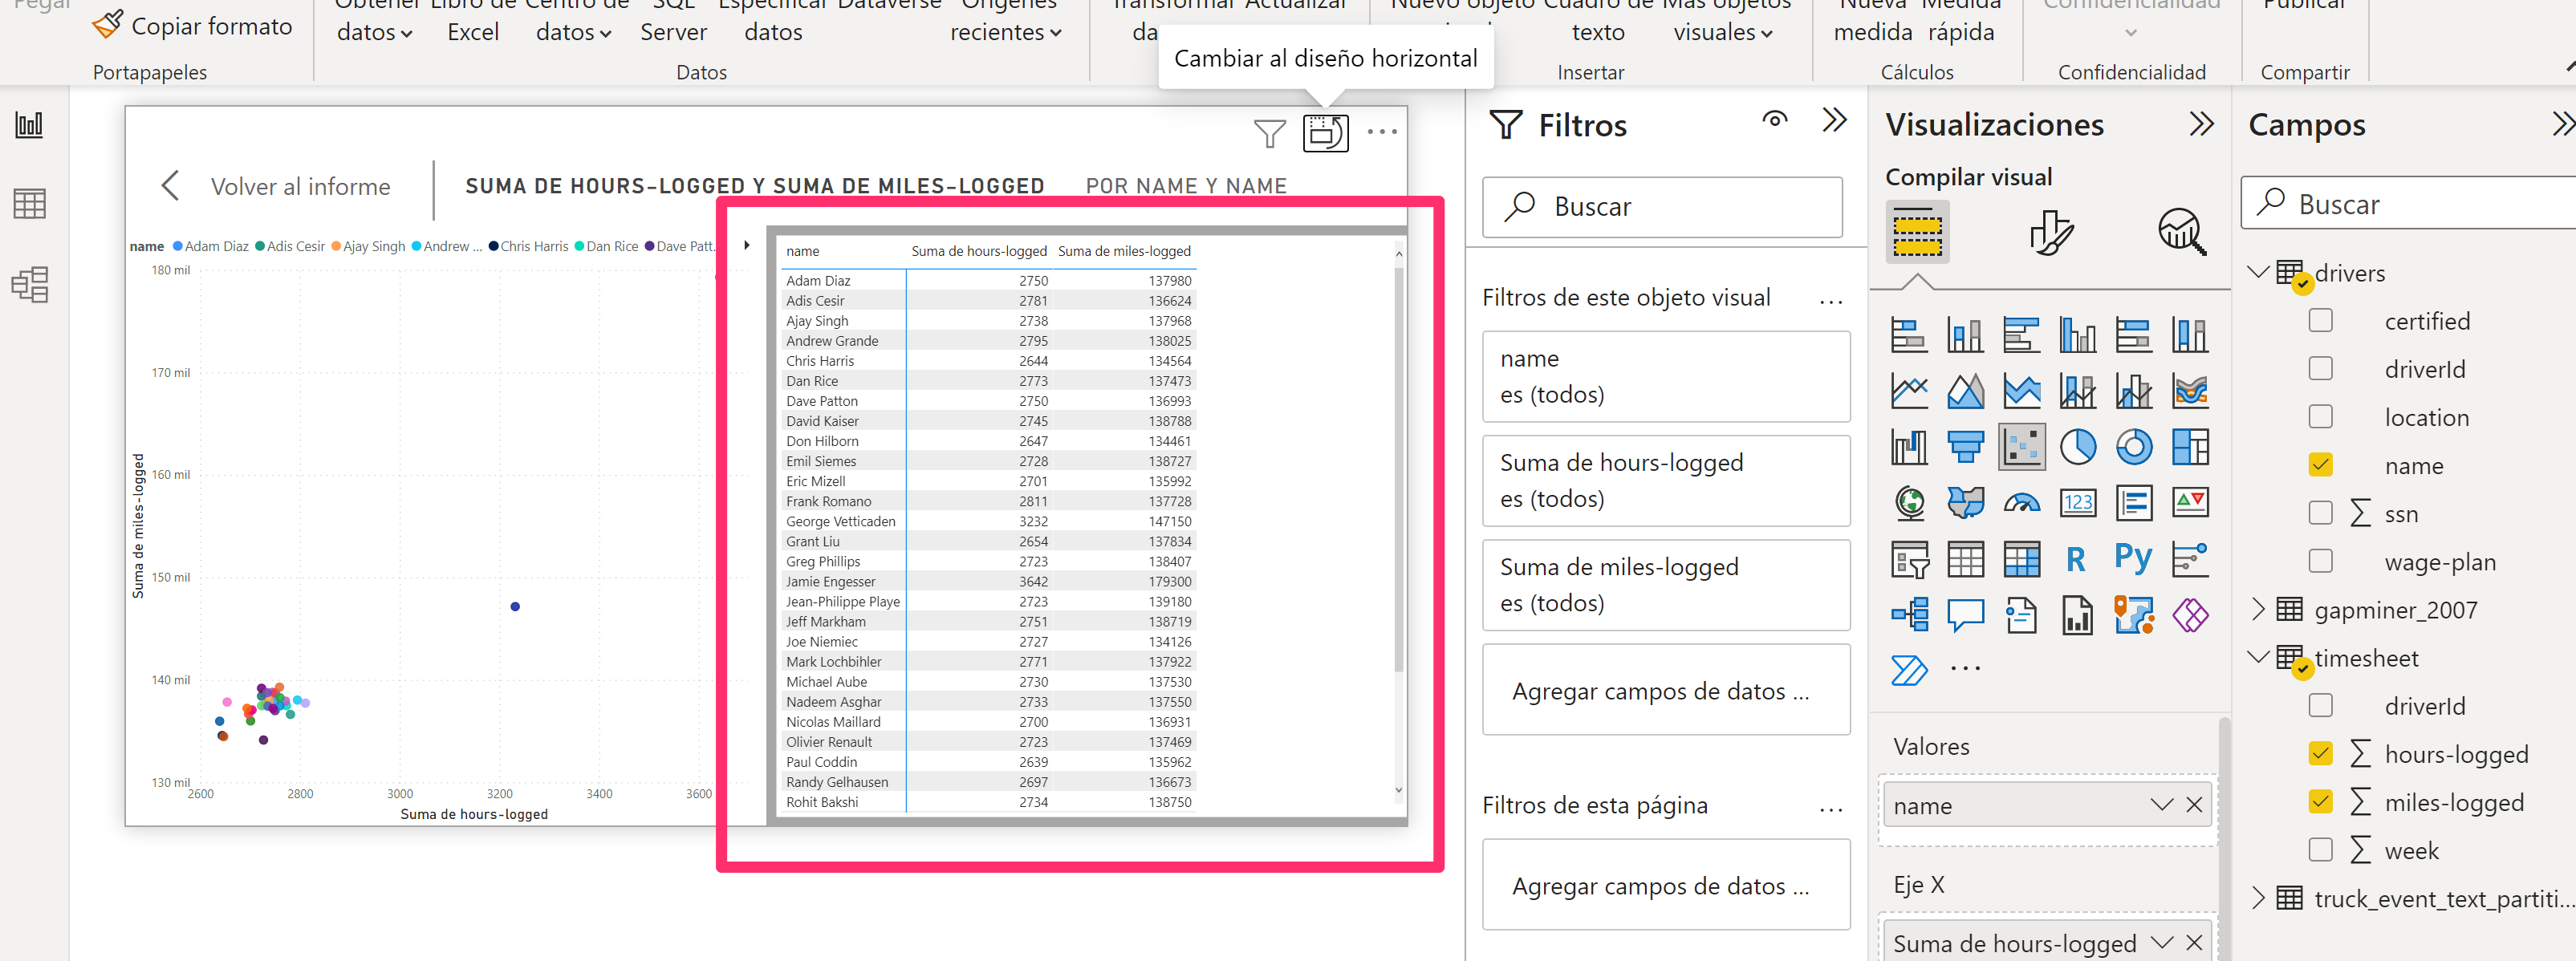 Pegar
Copiar formato
Portapapeles
Obtener datos
Libro de Excel
Centro de datos
SQL Server
Especificar datos
Dataverse
Orígenes recientes
Datos
Transformar
Actualizar
Cambiar al diseño horizontal
Nuevo objeto
Cuadro de texto
Más objetos visuales
Insertar
Nueva medida
Medida rápida
Cálculos
Confidencialidad
Confidencialidad
Publicar
Compartir
Volver al informe
SUMA DE HOURS-LOGGED Y SUMA DE MILES-LOGGED
POR NAME Y NAME
name Adam Diaz Adis Cesir Ajay Singh Andrew ... Chris Harris Dan Rice Dave Patt...
180 mil
170 mil
160 mil
150 mil
140 mil
130 mil
Suma de miles-logged
2600 2800 3000 3200 3400 3600
Suma de hours-logged
name Suma de hours-logged Suma de miles-logged
Adam Diaz 2750 137980
Adis Cesir 2781 136624
Ajay Singh 2738 137968
Andrew Grande 2795 138025
Chris Harris 2644 134564
Dan Rice 2773 137473
Dave Patton 2750 136993
David Kaiser 2745 138788
Don Hilborn 2647 134461
Emil Siemes 2728 138727
Eric Mizell 2701 135992
Frank Romano 2811 137728
George Vetticaden 3232 147150
Grant Liu 2654 137834
Greg Phillips 2723 138407
Jamie Engesser 3642 179300
Jean-Philippe Playe 2723 139180
Jeff Markham 2751 138719
Joe Niemiec 2727 134126
Mark Lochbihler 2771 137922
Michael Aube 2730 137530
Nadeem Asghar 2733 137550
Nicolas Maillard 2700 136931
Olivier Renault 2723 137469
Paul Coddin 2639 135962
Randy Gelhausen 2697 136673
Rohit Bakshi 2734 138750
Filtros
Buscar
Filtros de este objeto visual ...
name
es (todos)
Suma de hours-logged
es (todos)
Suma de miles-logged
es (todos)
Agregar campos de datos ...
Filtros de esta página ...
Agregar campos de datos ...
Visualizaciones
Compilar visual
123
R
Py
...
Valores
name
Eje X
Suma de hours-logged
Campos
Buscar
drivers
certified
driverId
location
name
ssn
wage-plan
gapminer_2007
timesheet
driverId
hours-logged
miles-logged
week
truck_event_text_partiti...